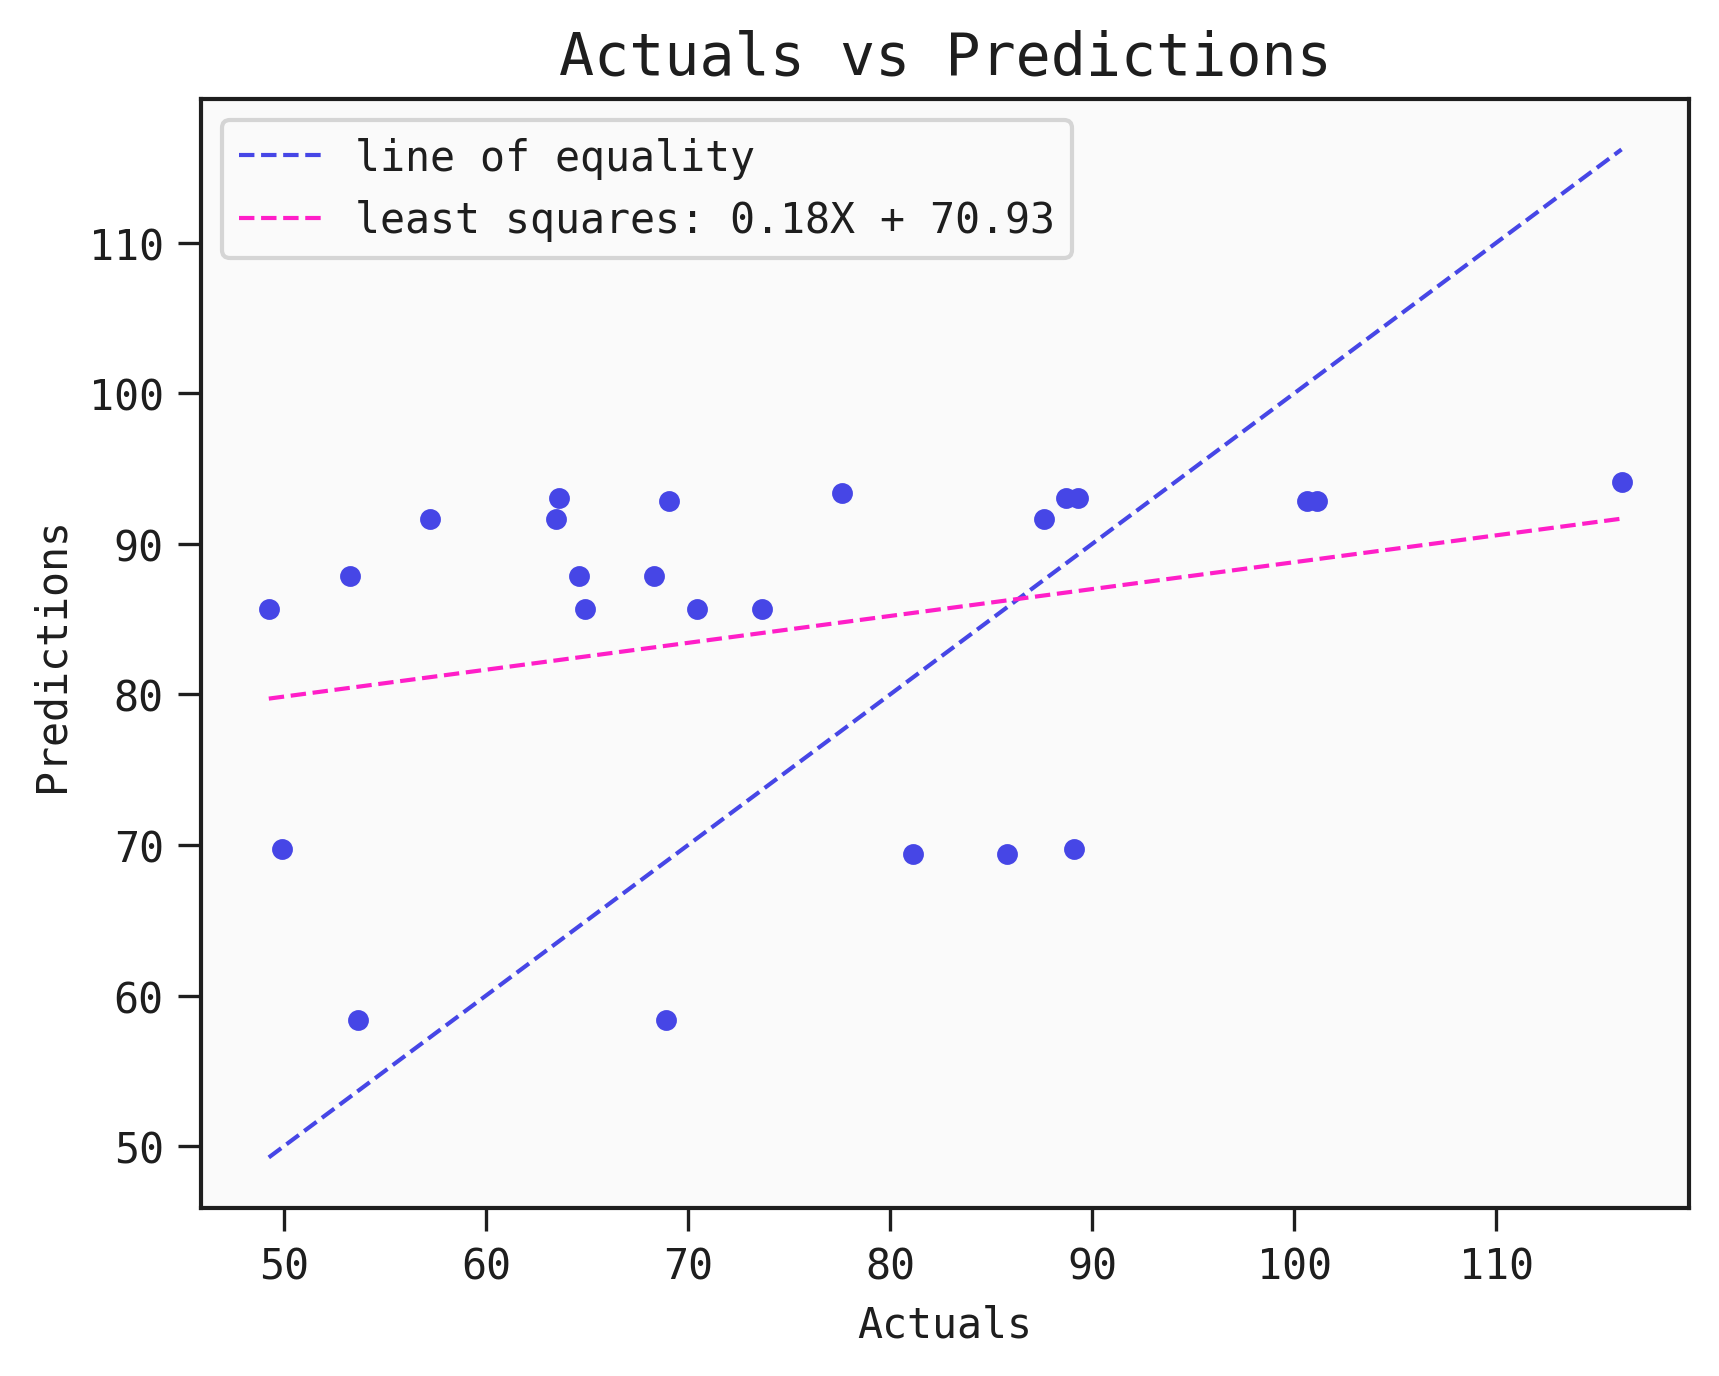 Actuals vs Predictions
line of equality
least squares: 0.18X + 70.93
110
100
90
80
70
60
50
Predictions
50 60 70 80 90 100 110
Actuals